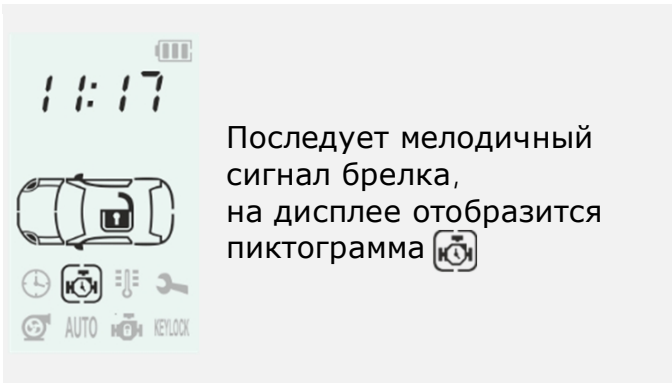 11:17
Последует мелодичный
сигнал брелка,
на дисплее отобразится
пиктограмма
AUTO KEYLOCK